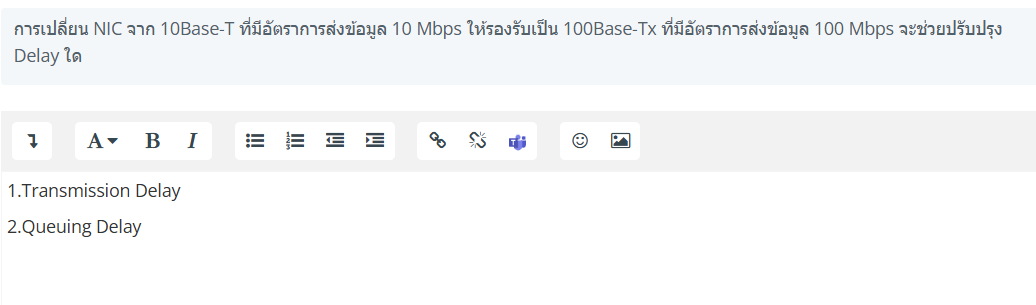 การเปลี่ยน NIC จาก 10Base-T ที่มีอัตราการส่งข้อมูล 10 Mbps ให้รองรับเป็น 100Base-Tx ที่มีอัตราการส่งข้อมูล 100 Mbps จะช่วยปรับปรุง
Delay ใด
A B I
1.Transmission Delay
2.Queuing Delay